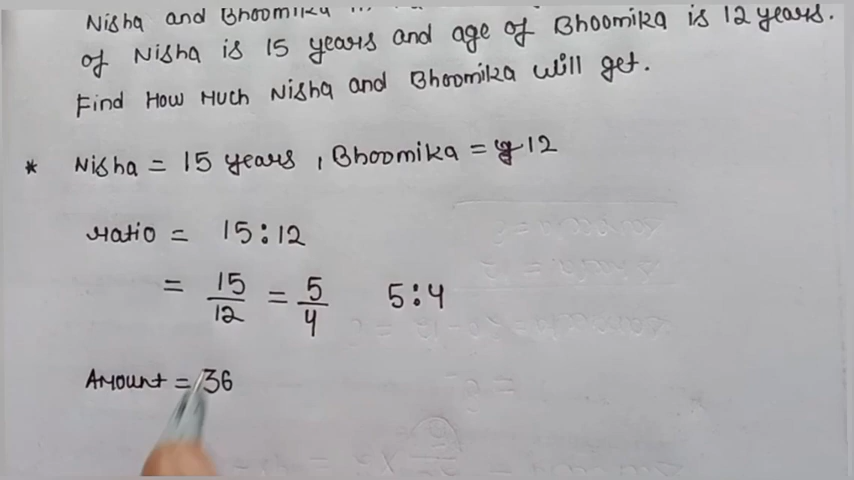 Nisha and Bhoomika
of Nisha is 15 years and age of Bhoomika is 12 years.
Find How Much Nisha and Bhoomika will get.
* Nisha = 15 years, Bhoomika = 12
ratio = 15:12
= 15/12 = 5/4 5:4
Amount = 36